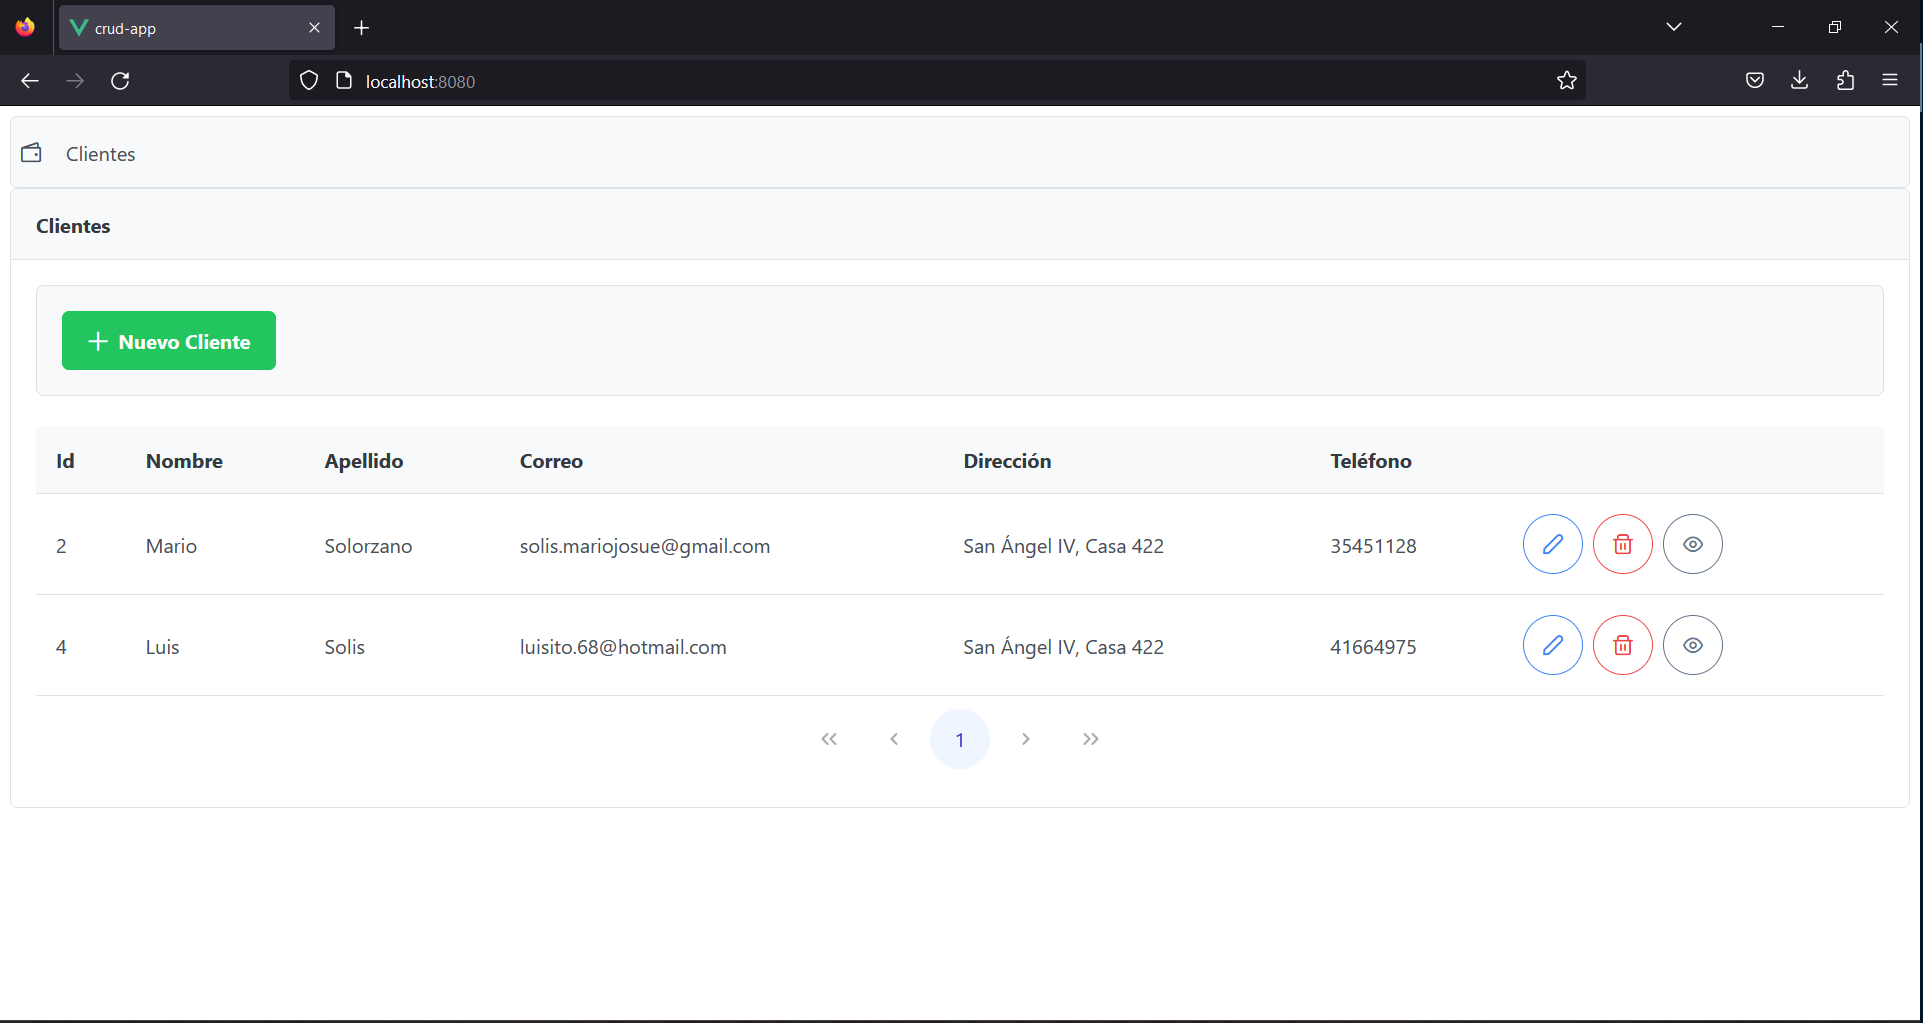 crud-app
localhost:8080
Clientes
Clientes
Nuevo Cliente
Id Nombre Apellido Correo Dirección Teléfono
2 Mario Solorzano solis.mariojosue@gmail.com San Ángel IV, Casa 422 35451128
4 Luis Solis luisito.68@hotmail.com San Ángel IV, Casa 422 41664975
1